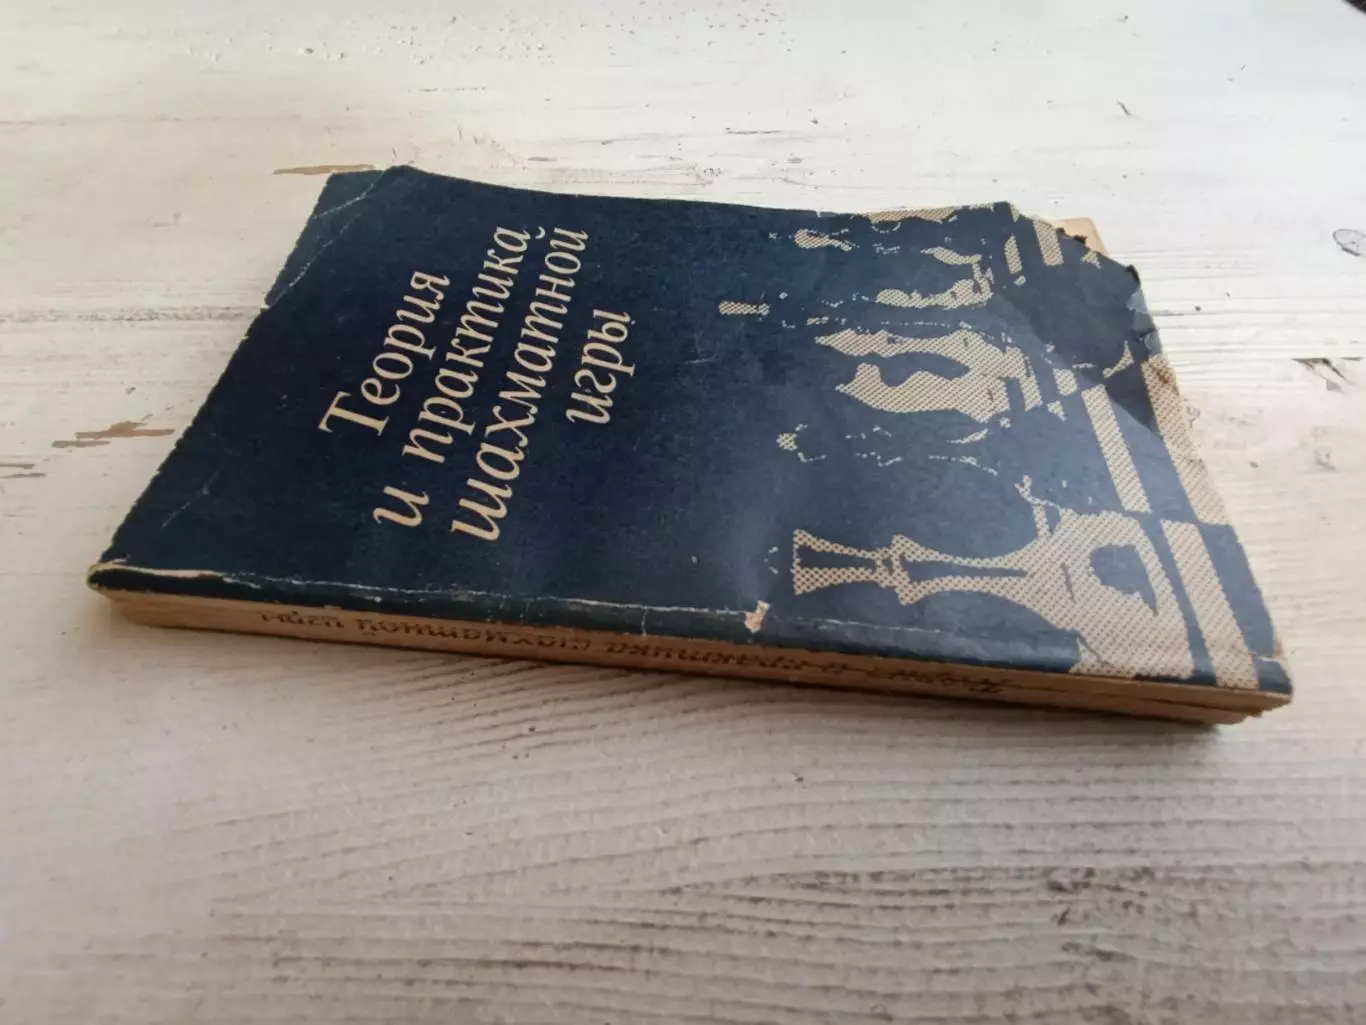 Теория
и практика
шахматной
игры
Теория и практика шахматной игры